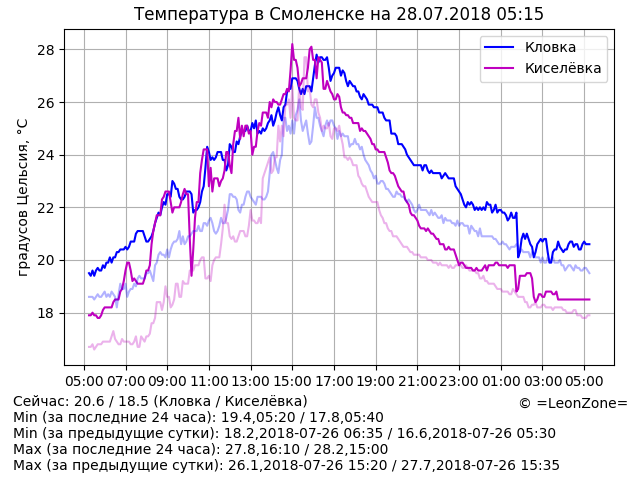 Температура в Смоленске на 28.07.2018 05:15
Кловка
Киселёвка
градусов Цельсия, °C
28
26
24
22
20
18
05:00 07:00 09:00 11:00 13:00 15:00 17:00 19:00 21:00 23:00 01:00 03:00 05:00
Сейчас: 20.6 / 18.5 (Кловка / Киселёвка)
© =LeonZone=
Min (за последние 24 часа): 19.4,05:20 / 17.8,05:40
Min (за предыдущие сутки): 18.2,2018-07-26 06:35 / 16.6,2018-07-26 05:30
Max (за последние 24 часа): 27.8,16:10 / 28.2,15:00
Max (за предыдущие сутки): 26.1,2018-07-26 15:20 / 27.7,2018-07-26 15:35